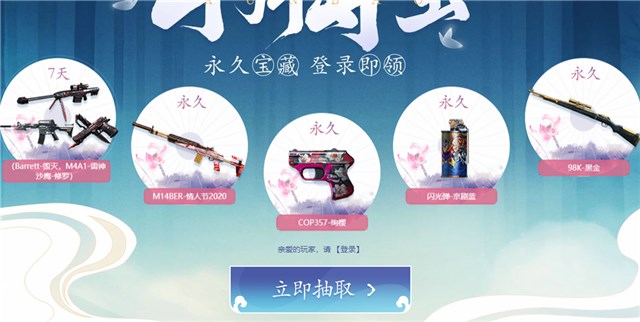 永久宝藏 登录即领
7天
永久
永久
永久
永久
(Barrett-毁灭，M4A1-雷神
沙鹰-修罗)
M14BER-情人节2020
COP357-绚樱
闪光弹-京剧蓝
98K-黑金
亲爱的玩家，请 【登录】
立即抽取 >